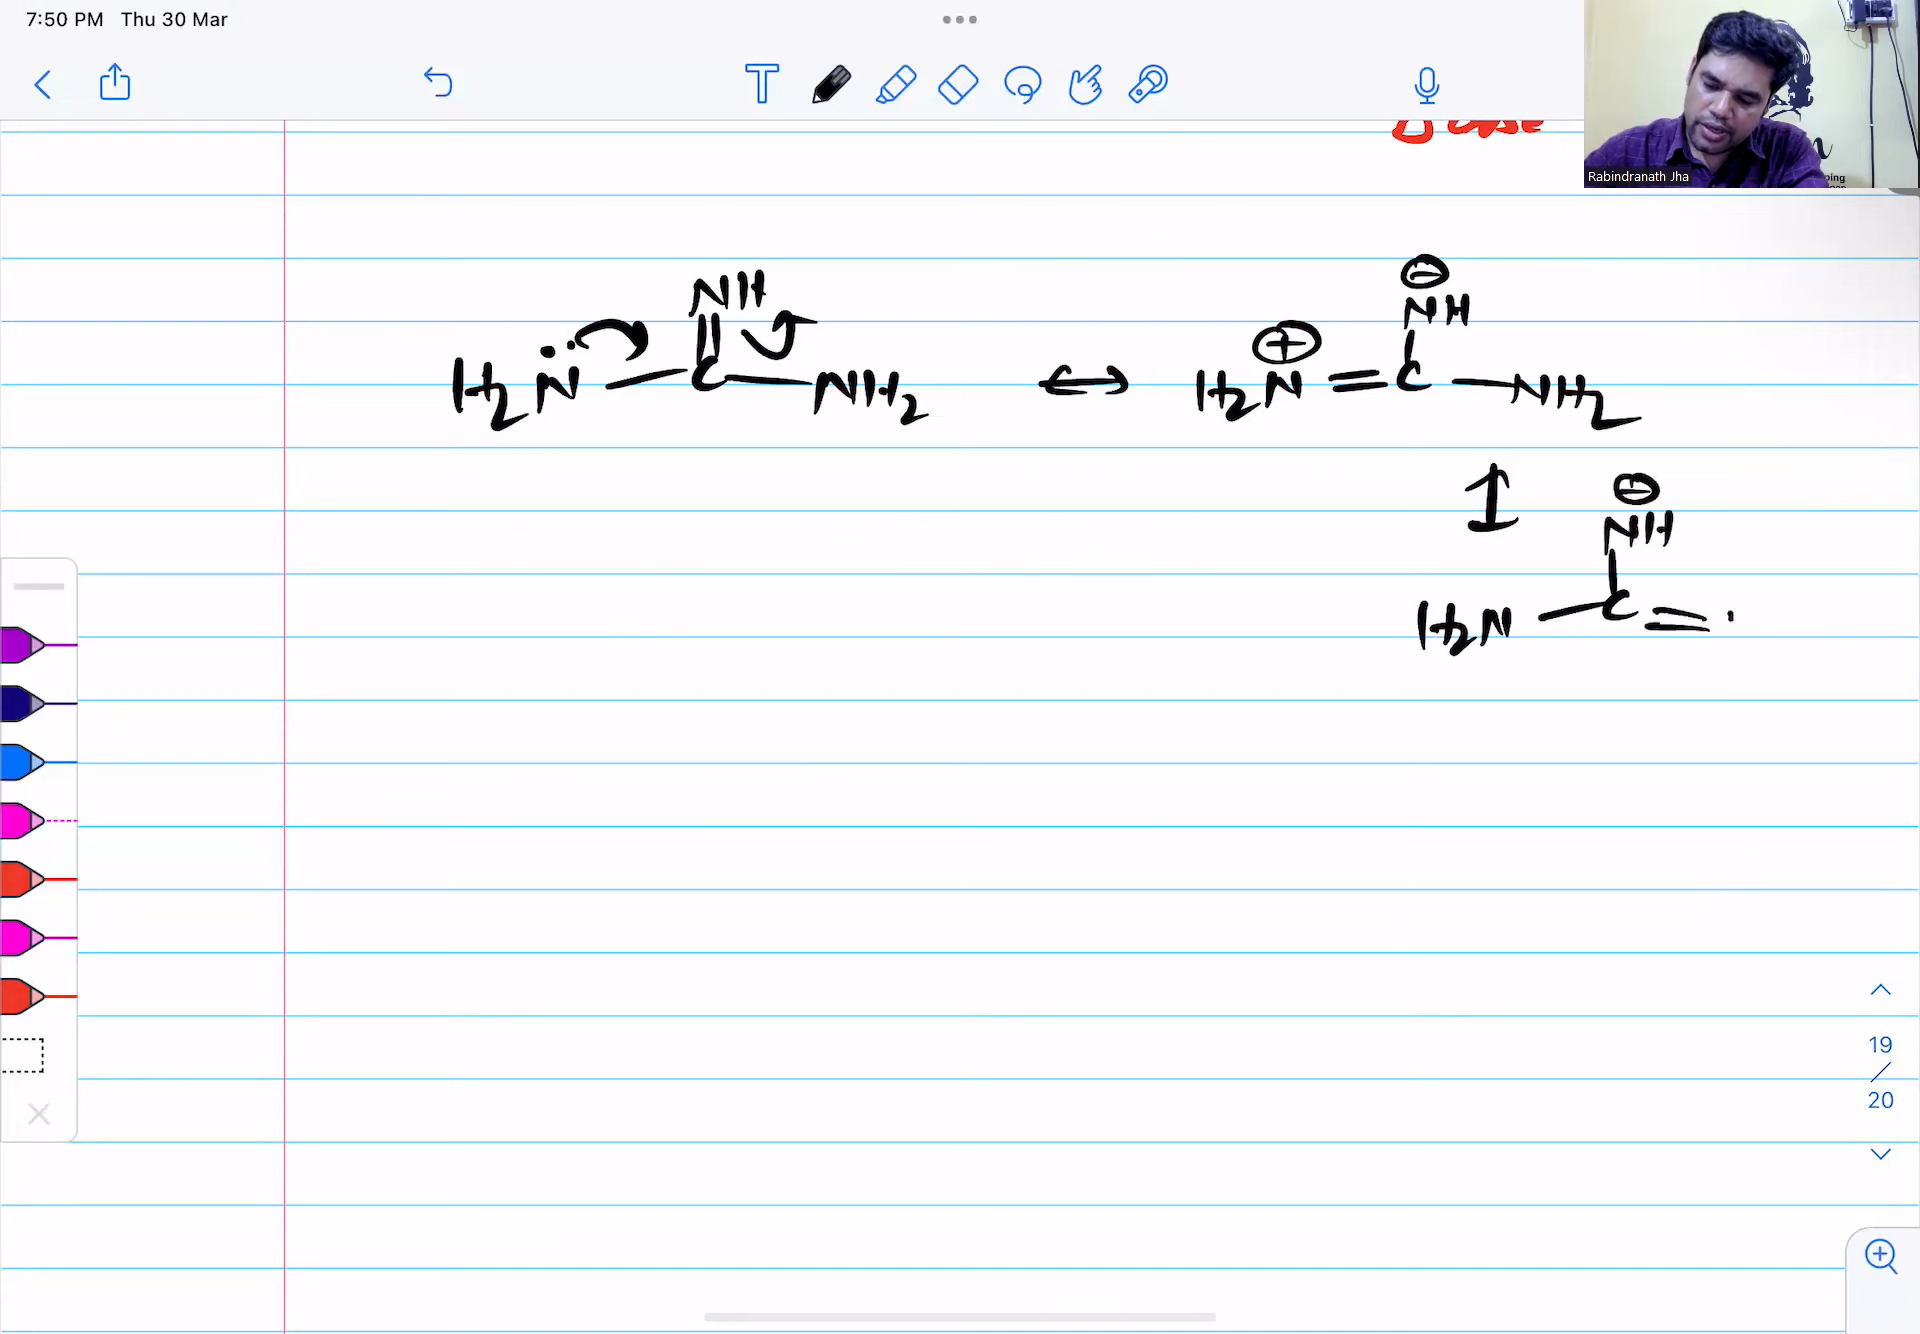 7:50 PM Thu 30 Mar
Rabindranath Jha
NH
H₂N̈ — C — NH₂ ↔ H₂N = C — NH₂
⊕
⊖
NH
⊖
NH
H₂N — C =
19
/
20